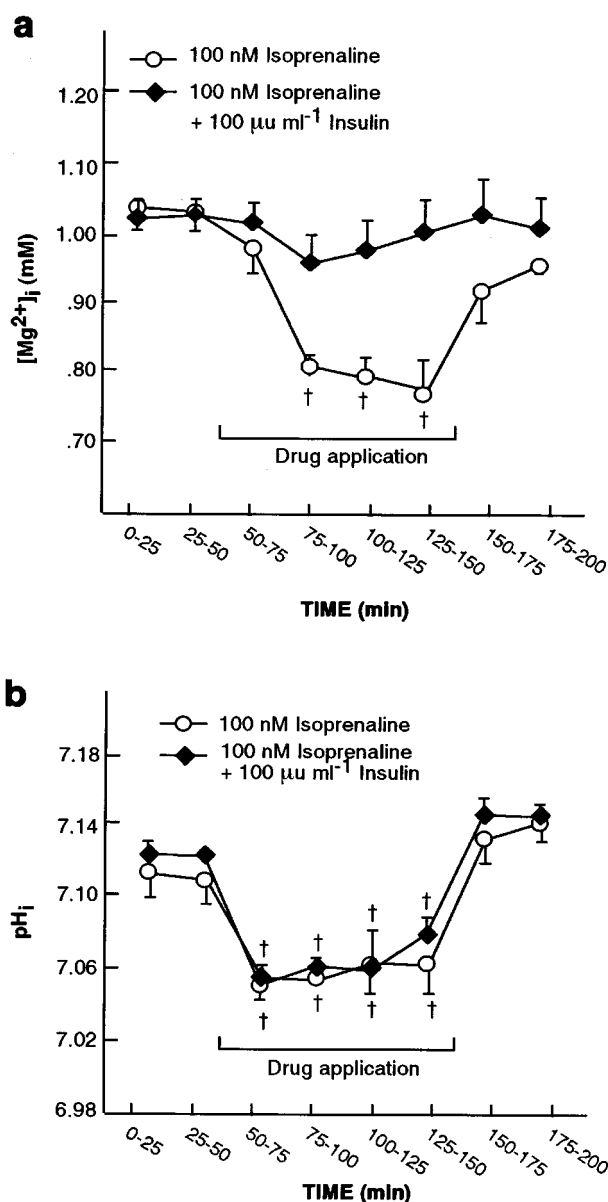 a
100 nM Isoprenaline
100 nM Isoprenaline
+ 100 μu ml⁻¹ Insulin
1.20
1.10
1.00
.90
.80
.70
[Mg²⁺]ᵢ (mM)
† † †
Drug application
0-25 25-50 50-75 75-100 100-125 125-150 150-175 175-200
TIME (min)
b
100 nM Isoprenaline
100 nM Isoprenaline
+ 100 μu ml⁻¹ Insulin
7.18
7.14
7.10
7.06
7.02
6.98
pHᵢ
† † † †
† † † †
Drug application
0-25 25-50 50-75 75-100 100-125 125-150 150-175 175-200
TIME (min)